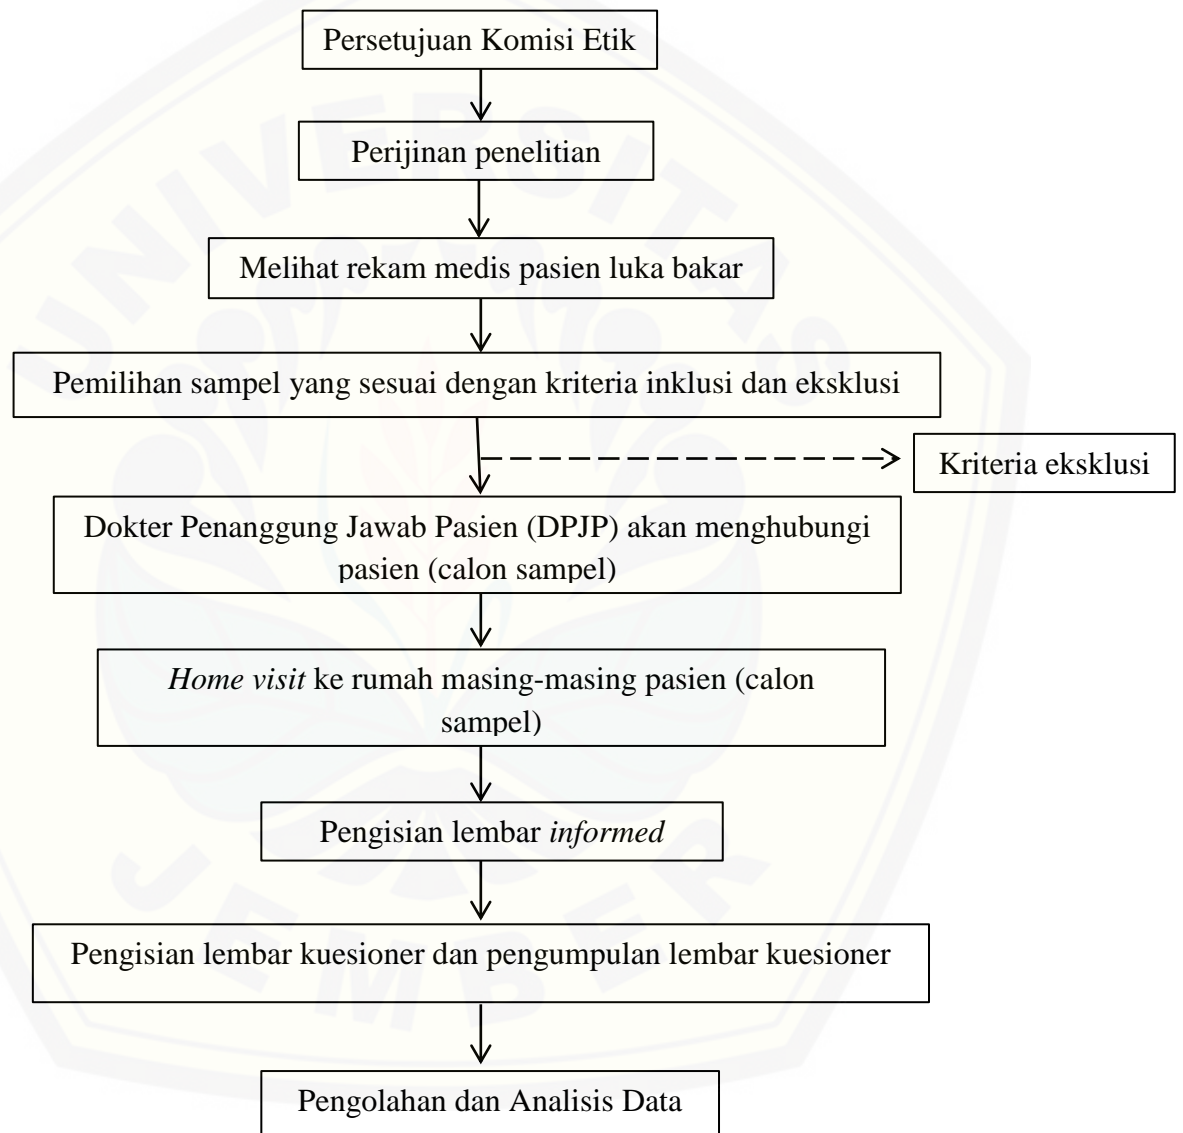 Persetujuan Komisi Etik
Perijinan penelitian
Melihat rekam medis pasien luka bakar
Pemilihan sampel yang sesuai dengan kriteria inklusi dan eksklusi
Kriteria eksklusi
Dokter Penanggung Jawab Pasien (DPJP) akan menghubungi
pasien (calon sampel)
Home visit ke rumah masing-masing pasien (calon
sampel)
Pengisian lembar informed
Pengisian lembar kuesioner dan pengumpulan lembar kuesioner
Pengolahan dan Analisis Data
UNIVERSITAS
JEMBER